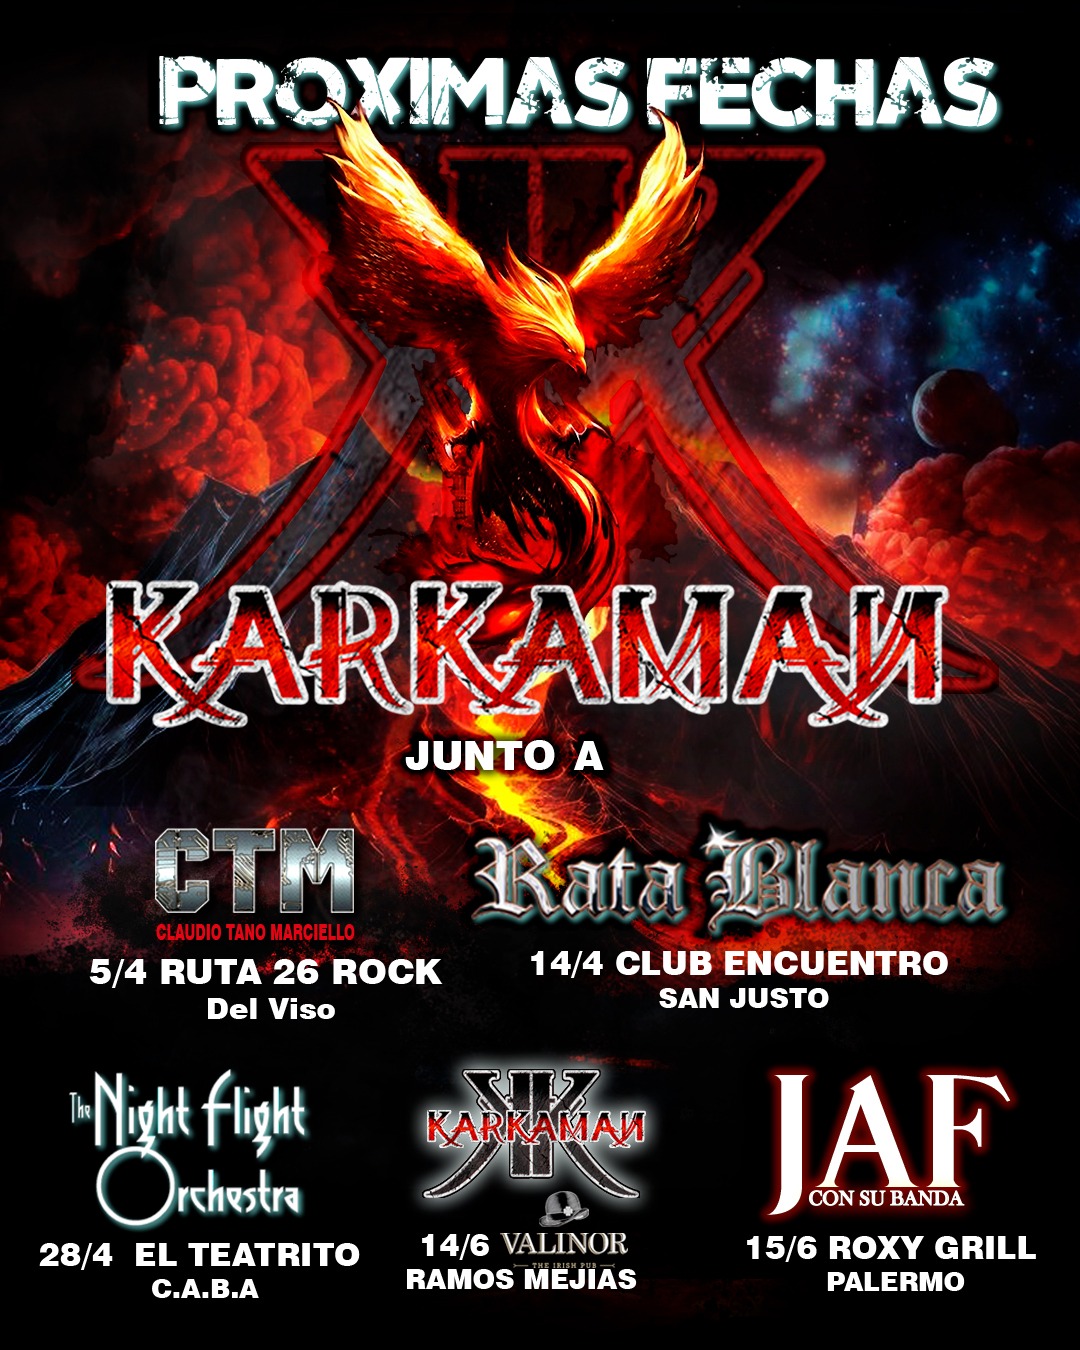 PROXIMAS FECHAS
KARKAMAN
JUNTO A
CTM
CLAUDIO TANO MARCIELLO
5/4 RUTA 26 ROCK
Del Viso
Rata Blanca
14/4 CLUB ENCUENTRO
SAN JUSTO
The Night Flight
Orchestra
28/4 EL TEATRITO
C.A.B.A
KARKAMAN
14/6 VALINOR
THE IRISH PUB
RAMOS MEJIAS
JAF
CON SU BANDA
15/6 ROXY GRILL
PALERMO